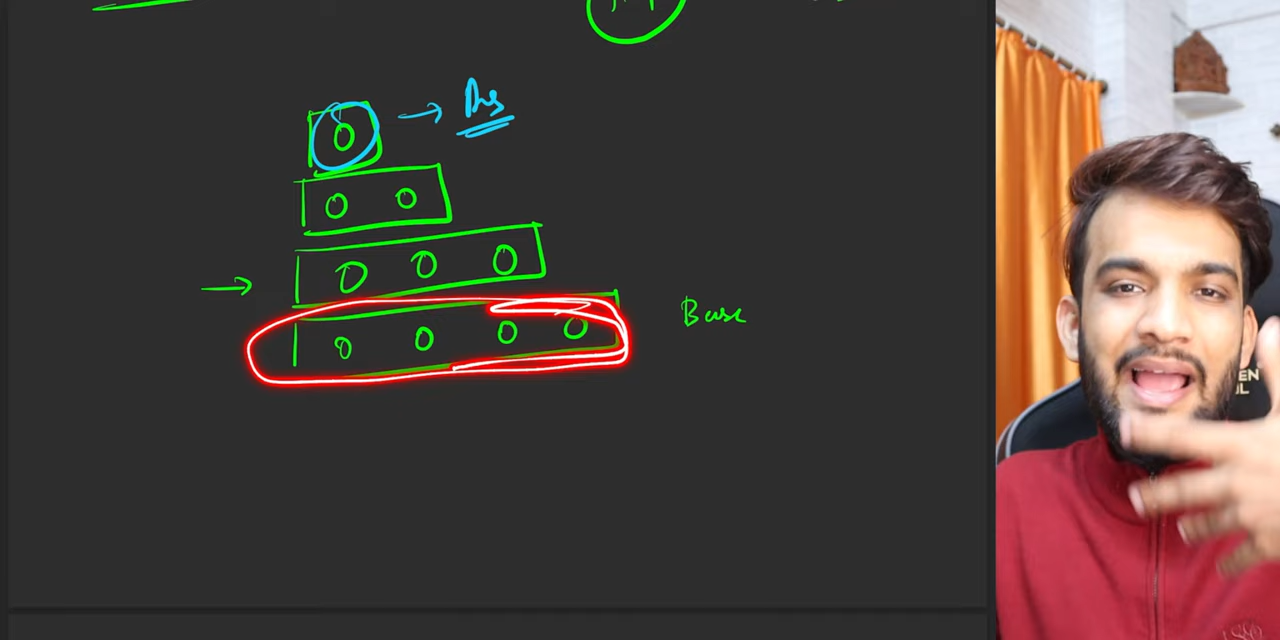 0 → Ans
0 0
0 0 0
→
0 0 0 0
Base